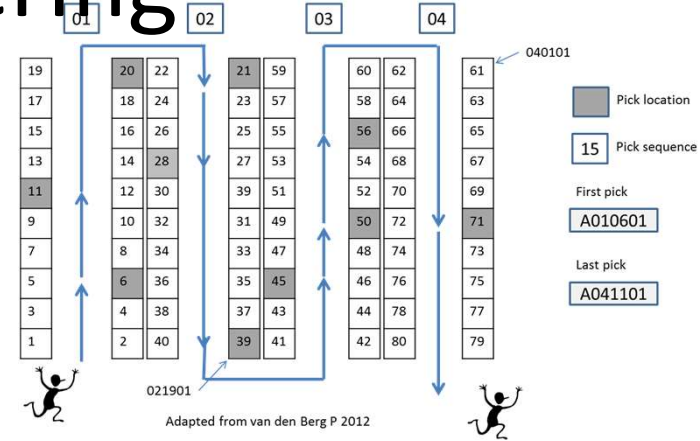 ering
01 02 03 04
040101
19 20 22 21 59 60 62 61
17 18 24 23 57 58 64 63
15 16 26 25 55 56 66 65
13 14 28 27 53 54 68 67
11 12 30 39 51 52 70 69
9 10 32 31 49 50 72 71
7 8 34 33 47 48 74 73
5 6 36 35 45 46 76 75
3 4 38 37 43 44 78 77
1 2 40 39 41 42 80 79
Pick location
15 Pick sequence
First pick
A010601
Last pick
A041101
021901
Adapted from van den Berg P 2012